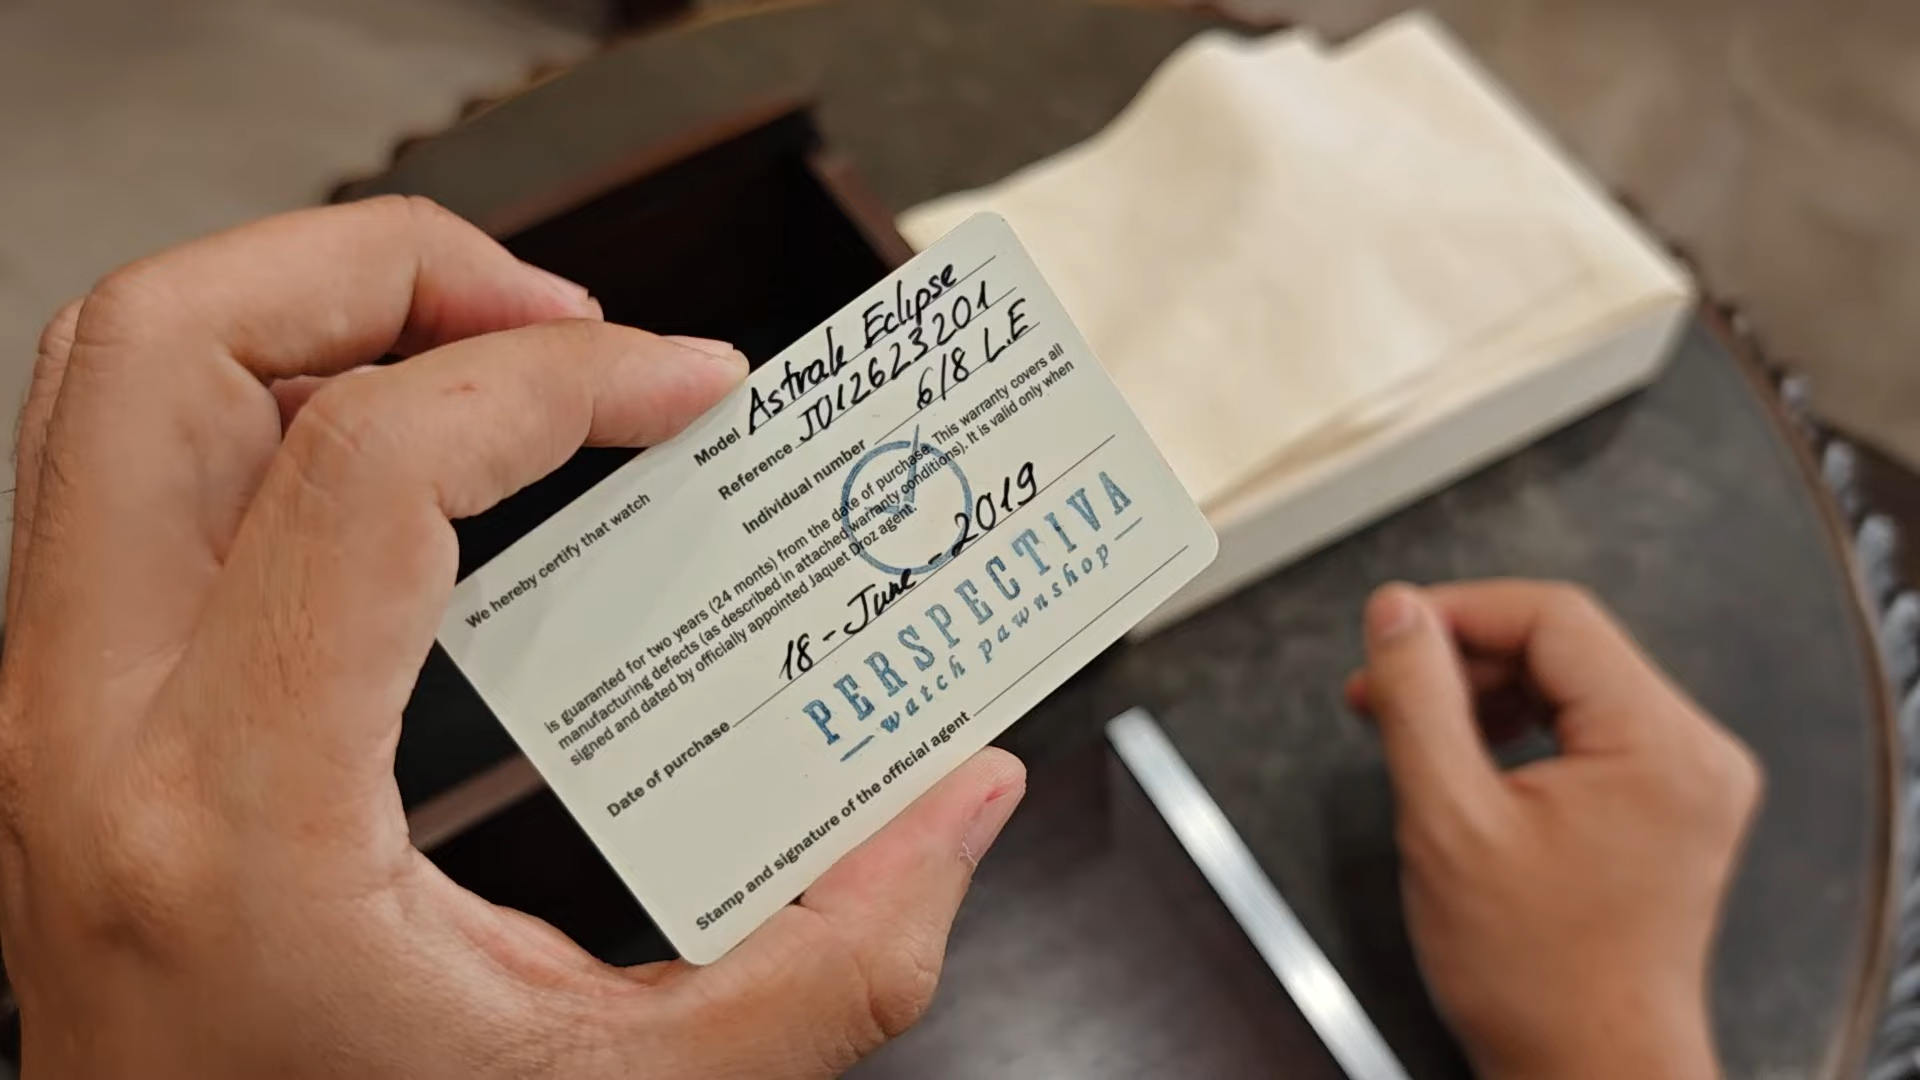 We hereby certify that watch
Model Astrale Eclipse
Reference J012623201
Individual number 6/8 L.E
is guaranted for two years (24 monts) from the date of purchase. This warranty covers all
manufacturing defects (as described in attached warranty conditions). It is valid only when
signed and dated by officially appointed Jaquet Droz agent.
Date of purchase 18-June-2019
PERSPECTIVA
watch pawnshop
Stamp and signature of the official agent